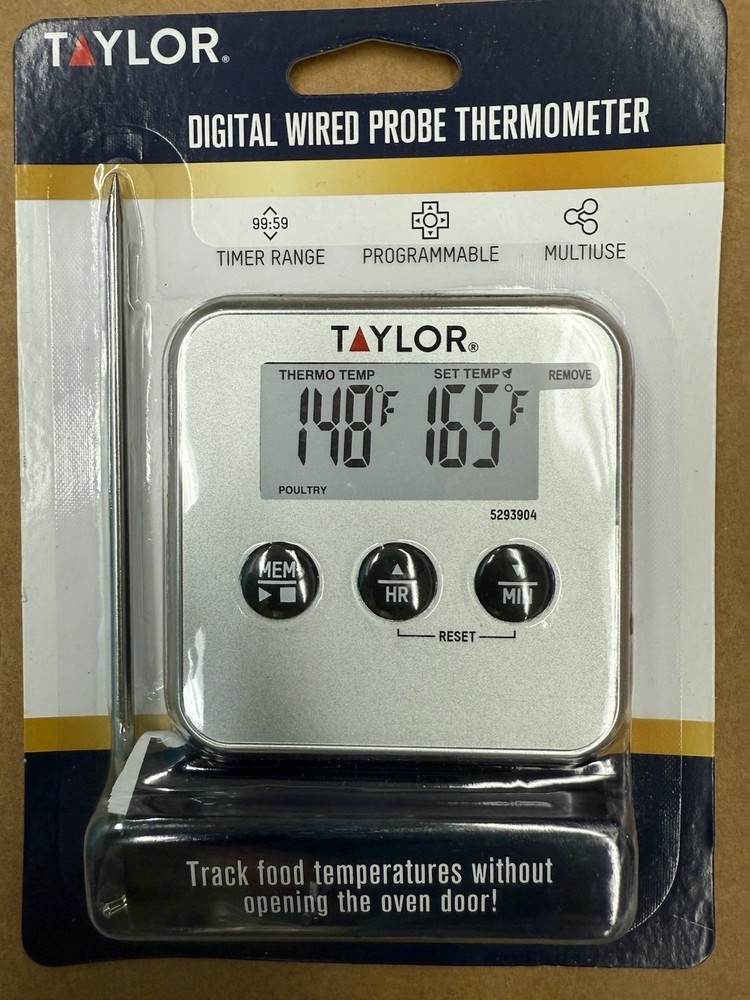 TAYLOR®
DIGITAL WIRED PROBE THERMOMETER
99:59
TIMER RANGE
PROGRAMMABLE
MULTIUSE
TAYLOR®
THERMO TEMP SET TEMP REMOVE
148°F 165°F
POULTRY
5293904
MEM HR MIN
RESET
Track food temperatures without
opening the oven door!